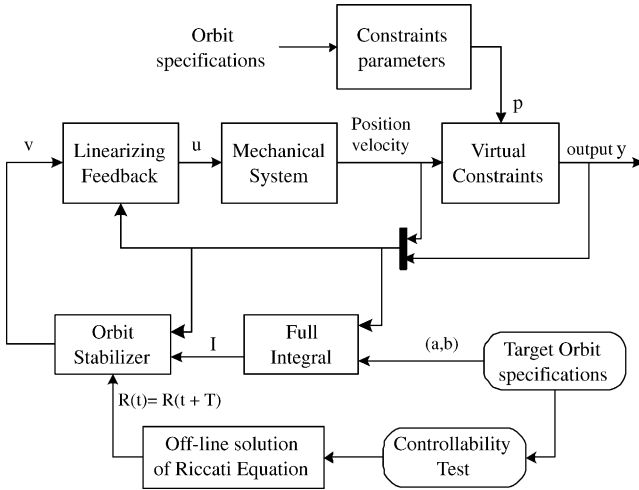 Orbit
specifications
Constraints
parameters
p
v
Linearizing
Feedback
u
Mechanical
System
Position
velocity
Virtual
Constraints
output y
Orbit
Stabilizer
I
Full
Integral
(a,b)
Target Orbit
specifications
R(t)= R(t + T)
Off-line solution
of Riccati Equation
Controllability
Test